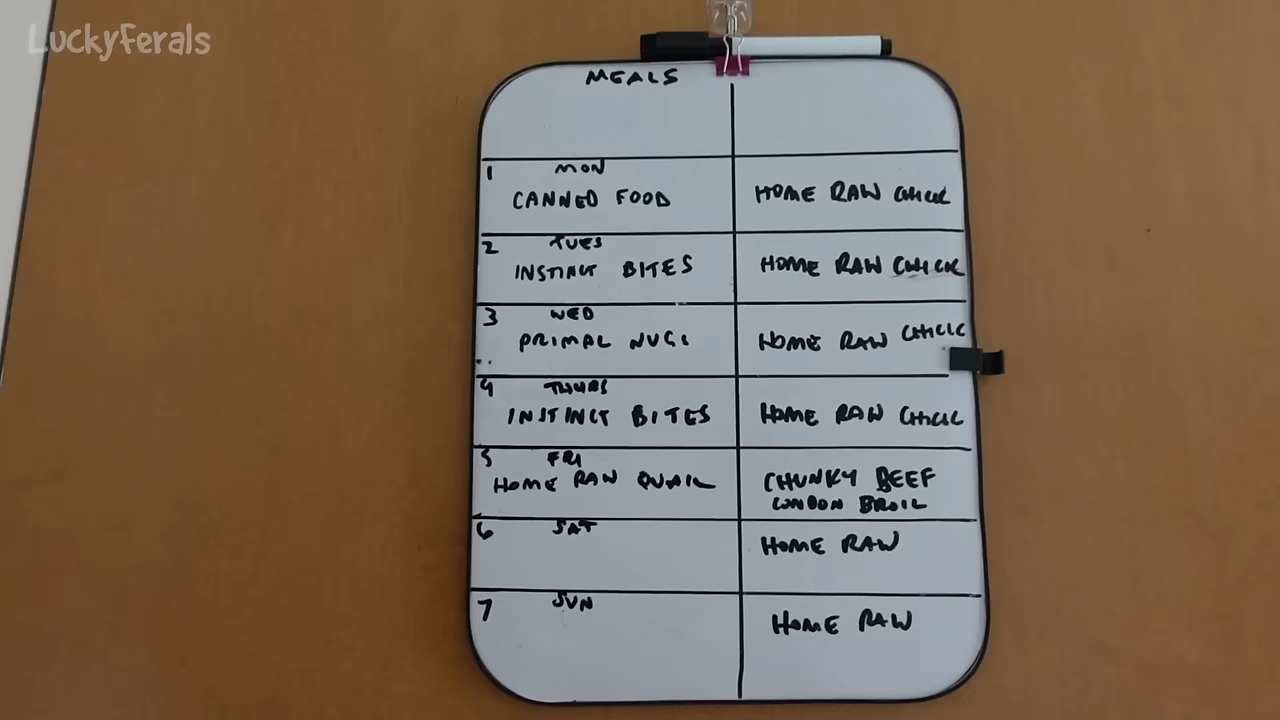 LuckyFerals
MEALS
1 MON
CANNED FOOD
HOME RAW CHICK
2 TUES
INSTINCT BITES
HOME RAW CHICK
3 WED
PRIMAL NUGS
HOME RAW CHICK
4 THURS
INSTINCT BITES
HOME RAW CHICK
5 FRI
HOME RAW QUAIL
CHUNKY BEEF
LONDON BROIL
6 SAT
HOME RAW
7 SUN
HOME RAW